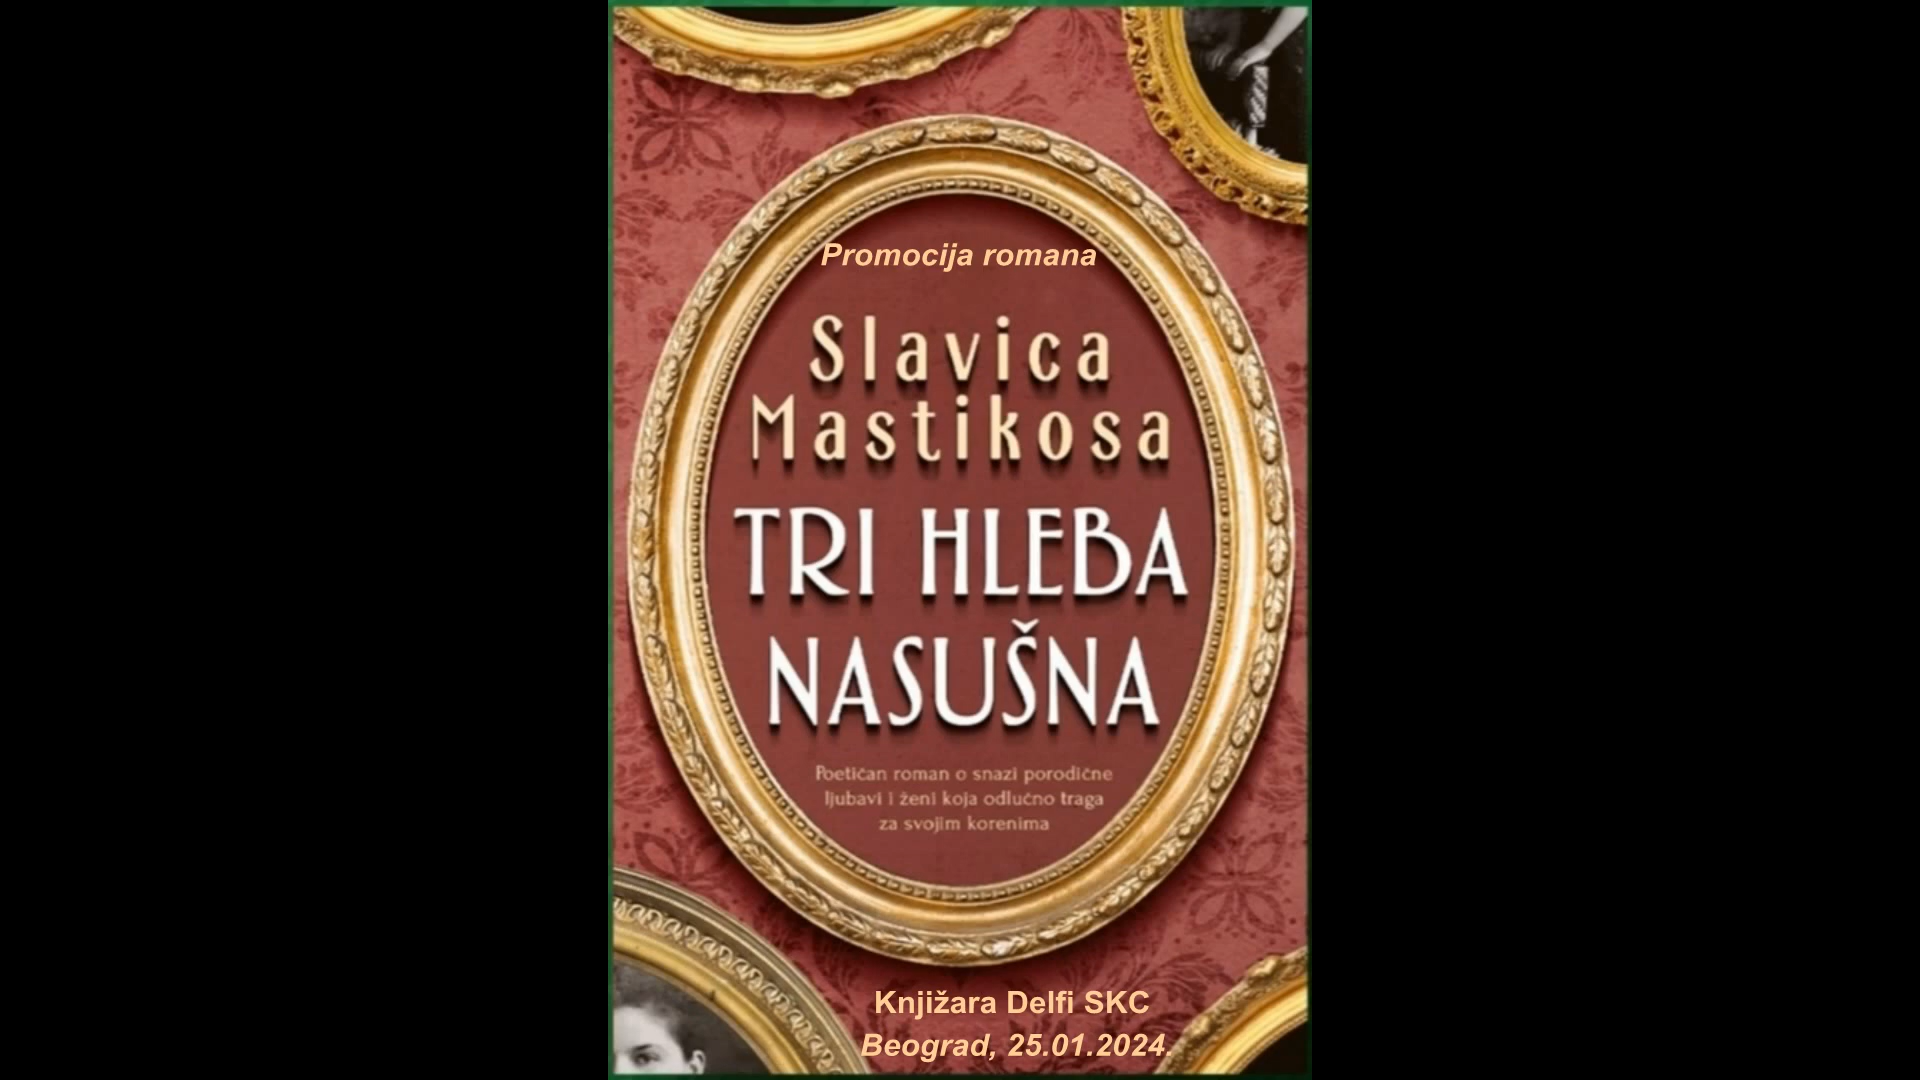 Promocija romana
Slavica
Mastikosa
TRI HLEBA
NASUŠNA
Poetičan roman o snazi porodične
ljubavi i ženi koja odlučno traga
za svojim korenima
Knjižara Delfi SKC
Beograd, 25.01.2024.